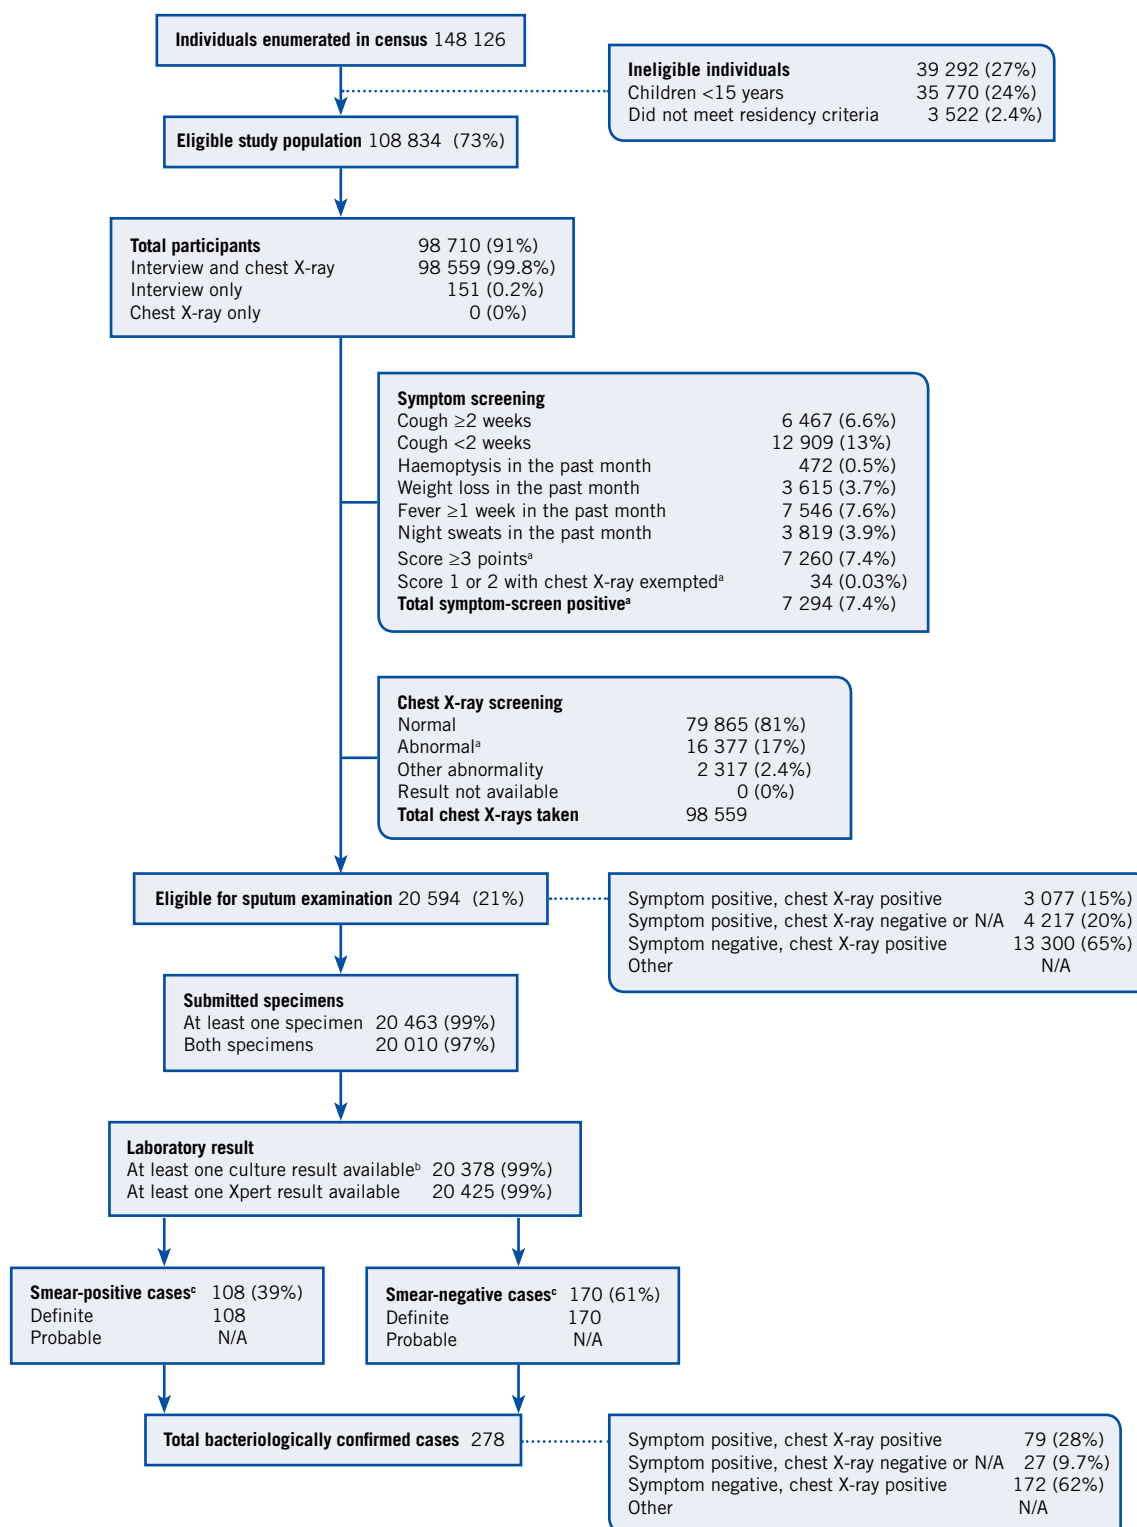 Individuals enumerated in census 148 126
Ineligible individuals 39 292 (27%)
Children <15 years 35 770 (24%)
Did not meet residency criteria 3 522 (2.4%)
Eligible study population 108 834 (73%)
Total participants 98 710 (91%)
Interview and chest X-ray 98 559 (99.8%)
Interview only 151 (0.2%)
Chest X-ray only 0 (0%)
Symptom screening
Cough ≥2 weeks 6 467 (6.6%)
Cough <2 weeks 12 909 (13%)
Haemoptysis in the past month 472 (0.5%)
Weight loss in the past month 3 615 (3.7%)
Fever ≥1 week in the past month 7 546 (7.6%)
Night sweats in the past month 3 819 (3.9%)
Score ≥3 pointsᵃ 7 260 (7.4%)
Score 1 or 2 with chest X-ray exemptedᵃ 34 (0.03%)
Total symptom-screen positiveᵃ 7 294 (7.4%)
Chest X-ray screening
Normal 79 865 (81%)
Abnormalᵃ 16 377 (17%)
Other abnormality 2 317 (2.4%)
Result not available 0 (0%)
Total chest X-rays taken 98 559
Eligible for sputum examination 20 594 (21%)
Symptom positive, chest X-ray positive 3 077 (15%)
Symptom positive, chest X-ray negative or N/A 4 217 (20%)
Symptom negative, chest X-ray positive 13 300 (65%)
Other N/A
Submitted specimens
At least one specimen 20 463 (99%)
Both specimens 20 010 (97%)
Laboratory result
At least one culture result availableᵇ 20 378 (99%)
At least one Xpert result available 20 425 (99%)
Smear-positive casesᶜ 108 (39%)
Definite 108
Probable N/A
Smear-negative casesᶜ 170 (61%)
Definite 170
Probable N/A
Total bacteriologically confirmed cases 278
Symptom positive, chest X-ray positive 79 (28%)
Symptom positive, chest X-ray negative or N/A 27 (9.7%)
Symptom negative, chest X-ray positive 172 (62%)
Other N/A